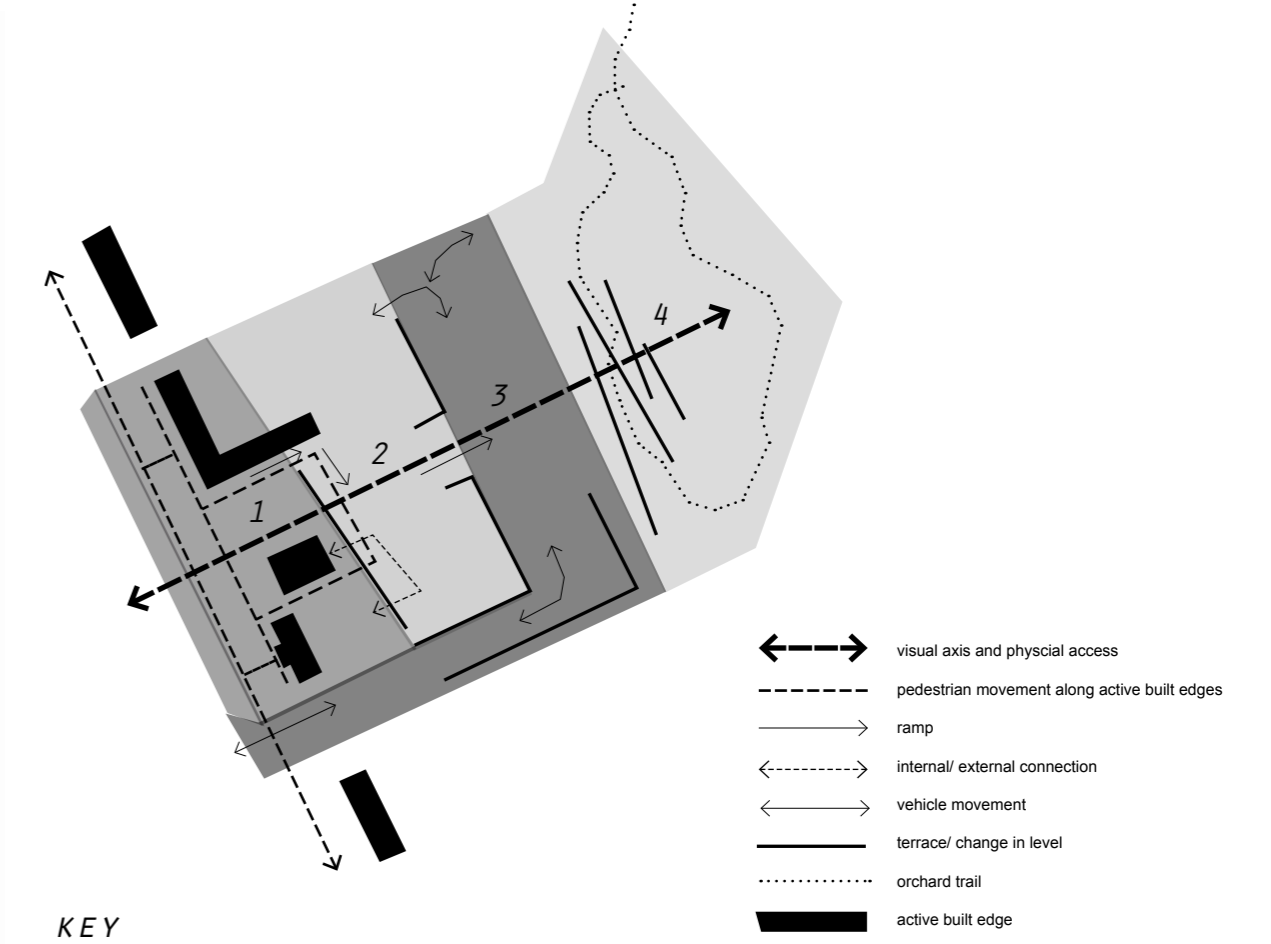 4
3
2
1
visual axis and physcial access
pedestrian movement along active built edges
ramp
internal/ external connection
vehicle movement
terrace/ change in level
orchard trail
active built edge
KEY